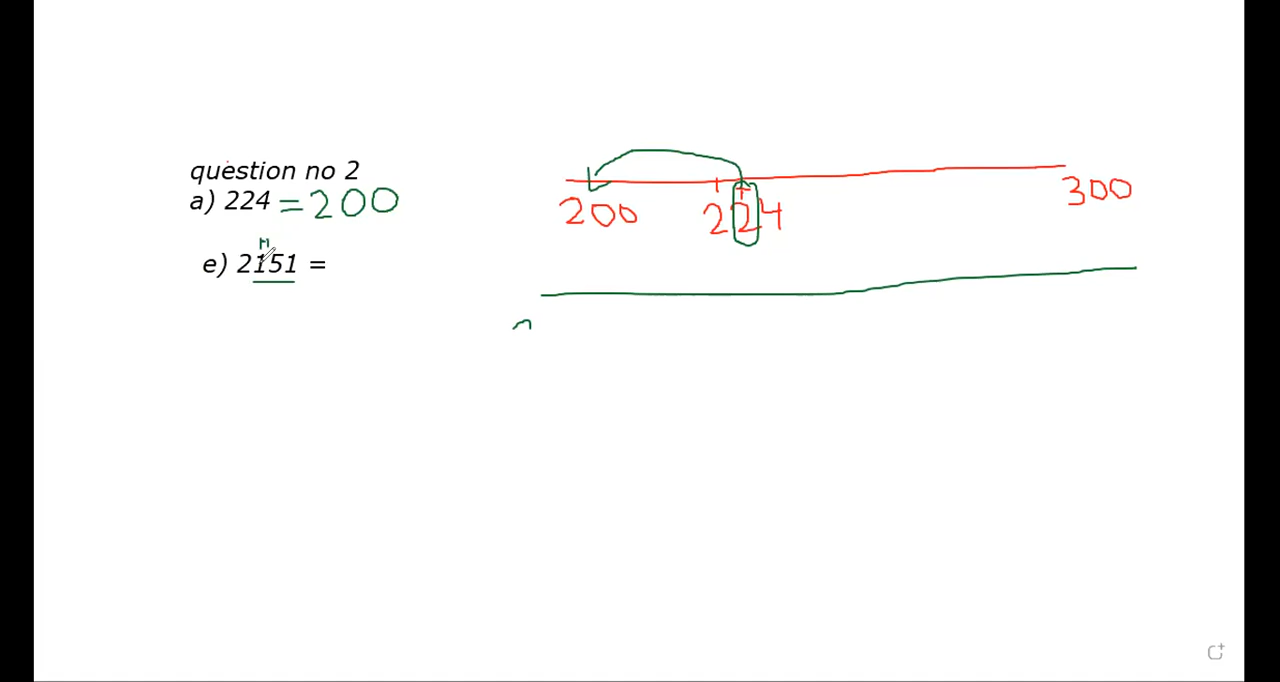 question no 2
a) 224 = 200
200 224 300
H
e) 2151 =